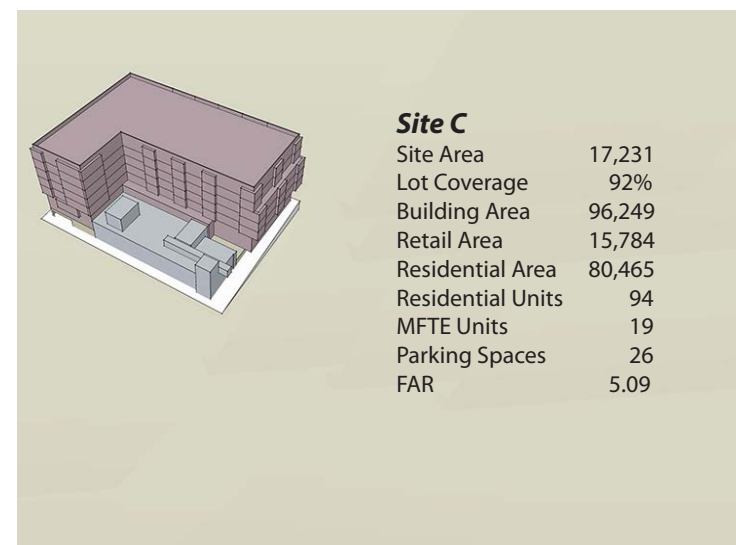 Site C
Site Area 17,231
Lot Coverage 92%
Building Area 96,249
Retail Area 15,784
Residential Area 80,465
Residential Units 94
MFTE Units 19
Parking Spaces 26
FAR 5.09